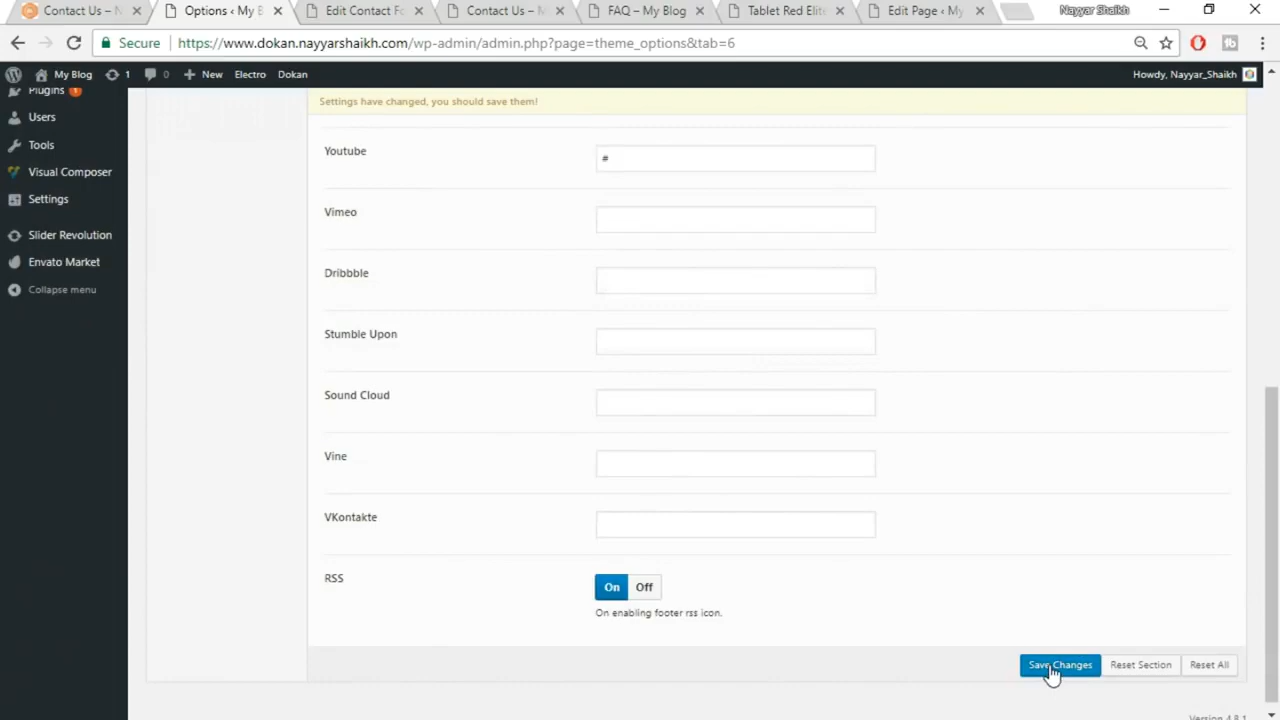 Contact Us – N
Options ‹ My B
Edit Contact Fo
Contact Us – M
FAQ – My Blog
Tablet Red Elite
Edit Page ‹ My
Nayyar Shaikh
Secure
https://www.dokan.nayyarshaikh.com/wp-admin/admin.php?page=theme_options&tab=6
My Blog
1
0
New
Electro
Dokan
Howdy, Nayyar_Shaikh
Plugins 1
Users
Tools
Visual Composer
Settings
Slider Revolution
Envato Market
Collapse menu
Settings have changed, you should save them!
Youtube
#
Vimeo
Dribbble
Stumble Upon
Sound Cloud
Vine
VKontakte
RSS
On Off
On enabling footer rss icon.
Save Changes
Reset Section
Reset All
Version 4.8.1